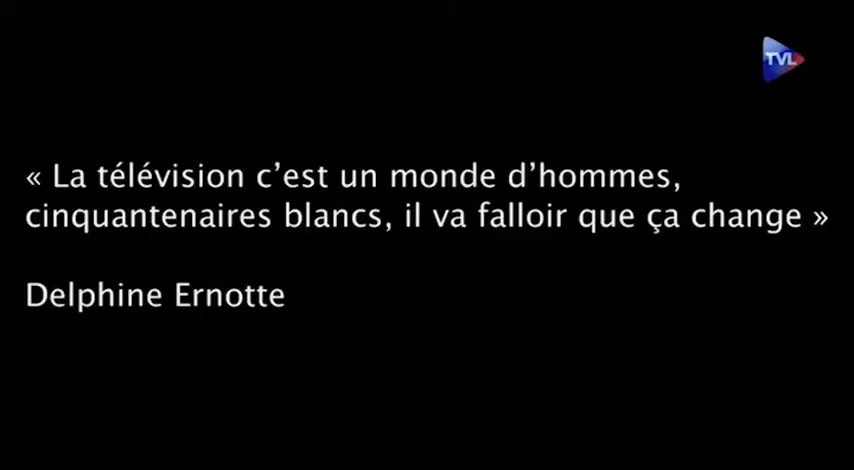 TVL
« La télévision c’est un monde d’hommes,
cinquantenaires blancs, il va falloir que ça change »
Delphine Ernotte